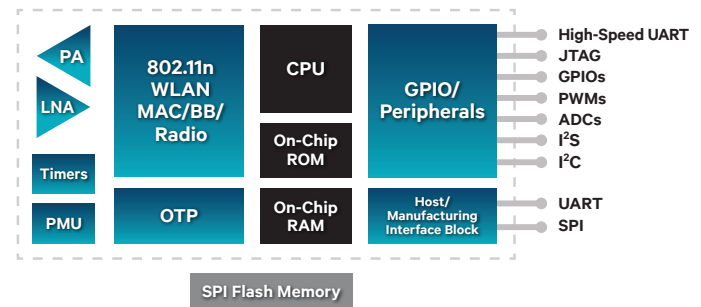 PA
LNA
Timers
PMU
802.11n
WLAN
MAC/BB/
Radio
OTP
CPU
On-Chip
ROM
On-Chip
RAM
GPIO/
Peripherals
Host/
Manufacturing
Interface Block
High-Speed UART
JTAG
GPIOs
PWMs
ADCs
I²S
I²C
UART
SPI
SPI Flash Memory